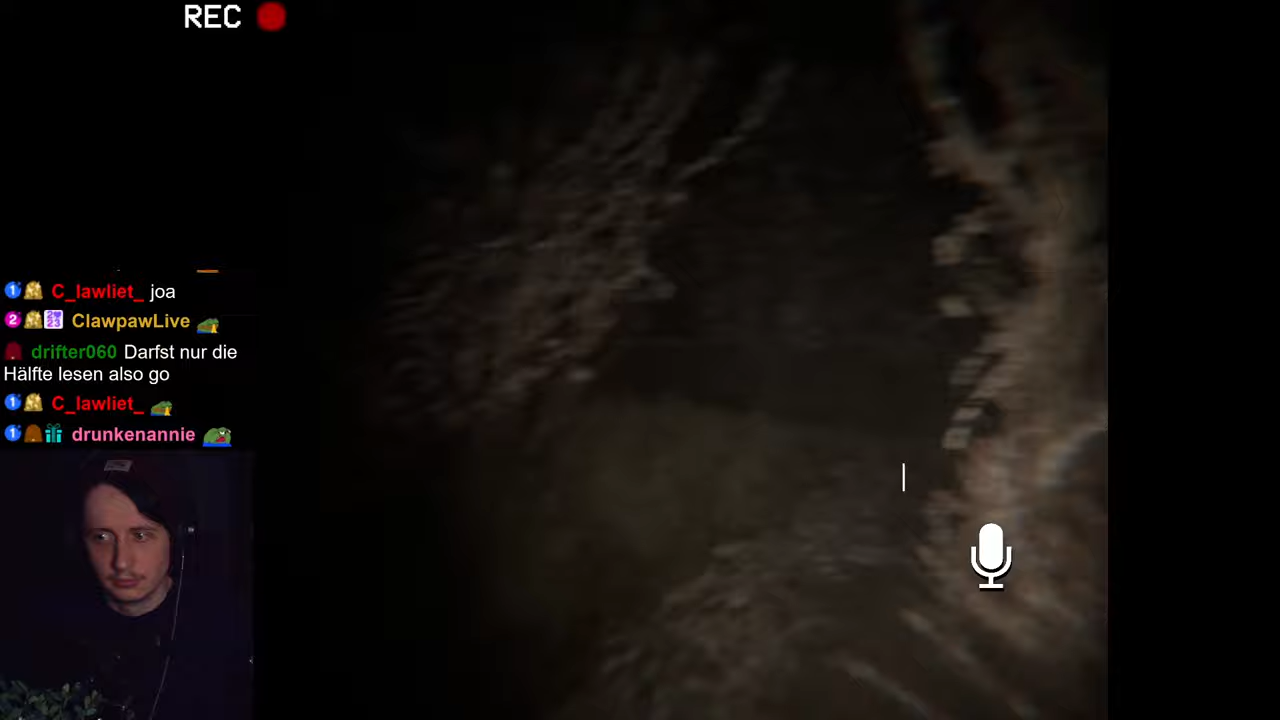 REC
C_lawliet_ joa
ClawpawLive
drifter060 Darfst nur die
Hälfte lesen also go
C_lawliet_
drunkenannie